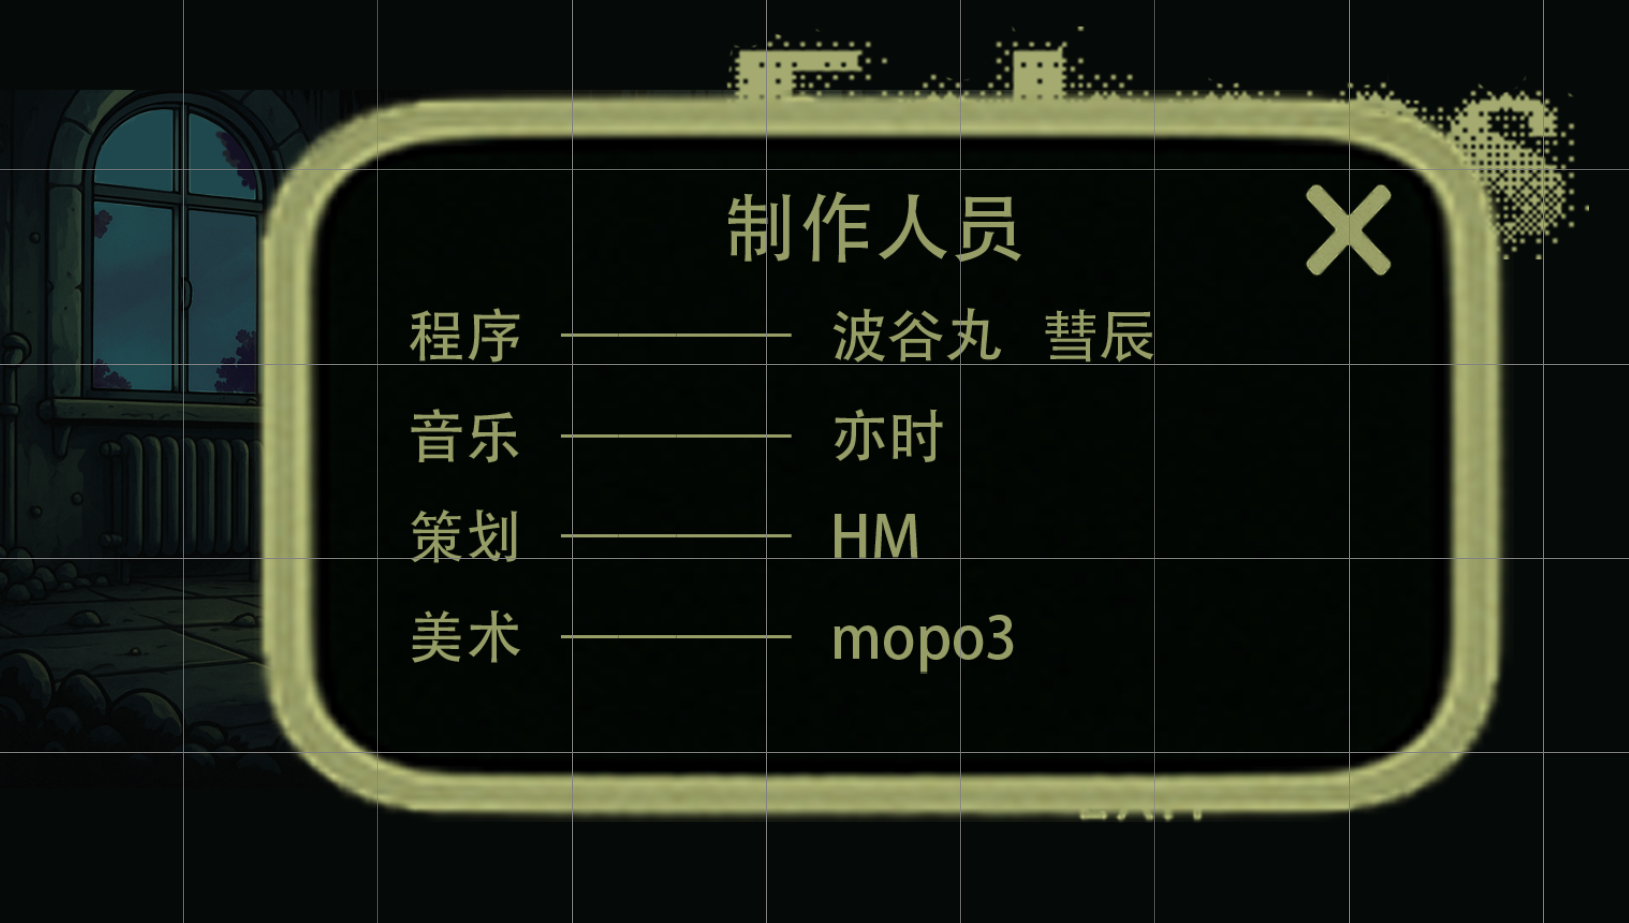 制作人员
程序 ———— 波谷丸 彗辰
音乐 ———— 亦时
策划 ———— HM
美术 ———— mopo3